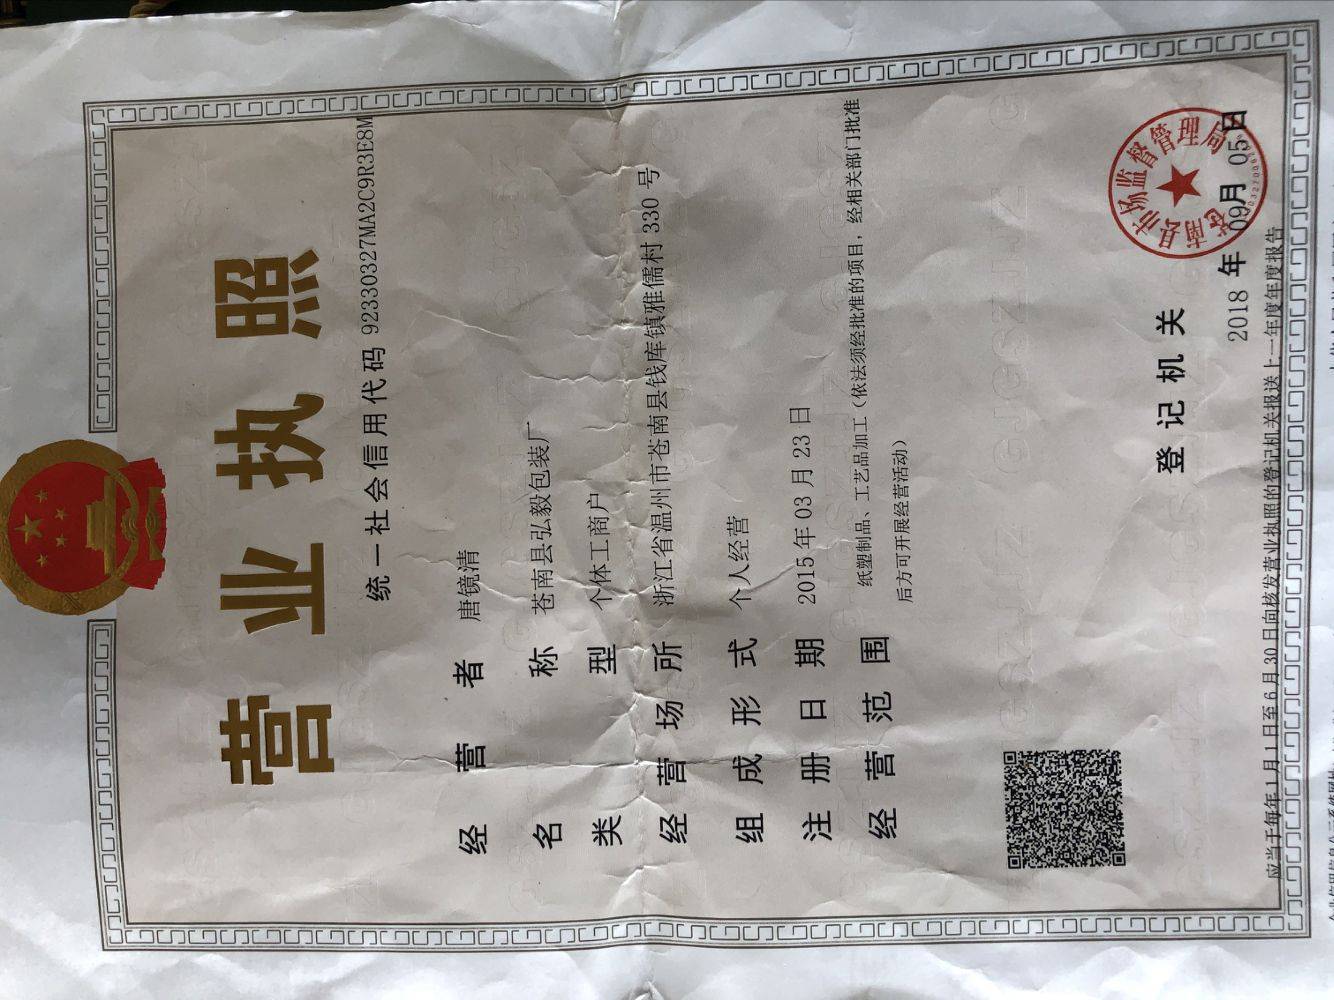 营业执照
统一社会信用代码 92330327MA2C9R3E8M
经营者 唐镜清
名称 苍南县弘毅包装厂
类型 个体工商户
经营场所 浙江省温州市苍南县钱库镇雅儒村 330 号
组成形式 个人经营
注册日期 2015 年 03 月 23 日
经营范围 纸塑制品、工艺品加工（依法须经批准的项目，经相关部门批准
后方可开展经营活动）
登记机关
苍南县市场监督管理局
2018 年 09月 05日
应当于每年1月1日至6月30日向核发营业执照的登记机关报送上一年度年度报告